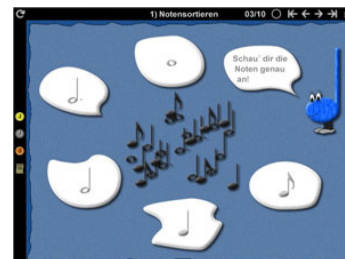 1) Notensortieren
03/10
Schau´ dir die
Noten genau
an!